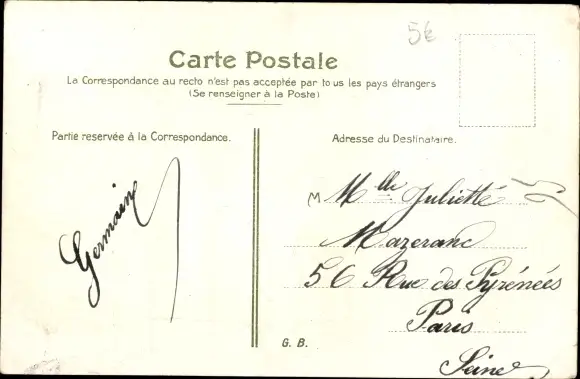 5€
Carte Postale
La Correspondance au recto n'est pas acceptée par tous les pays étrangers
(Se renseigner à la Poste)
Partie reservée à la Correspondance.
Adresse du Destinataire.
Germaine
M Mlle Juliette
Mazeranc
56 Rue des Pyrénées
Paris
Seine
G. B.